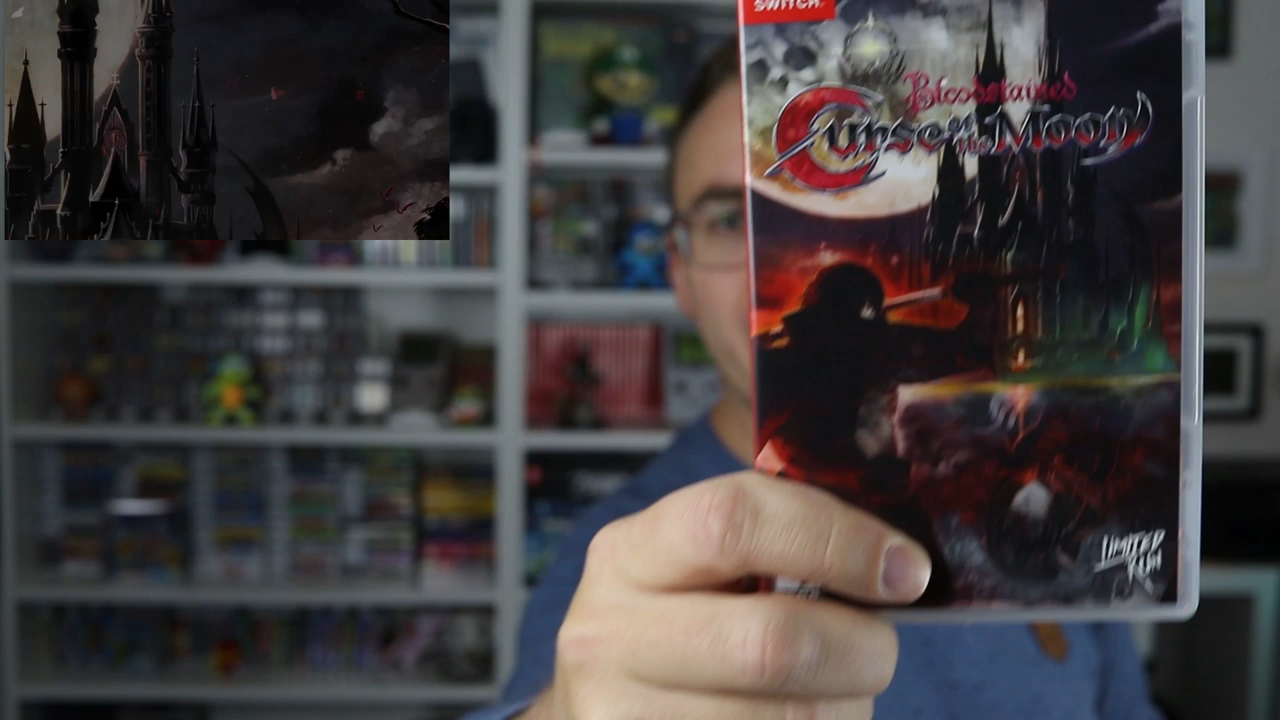 SWITCH
Bloodstained
Curse of the Moon
LIMITED
RUN